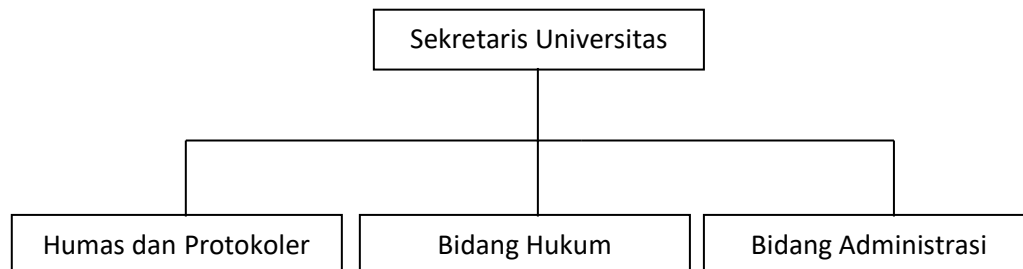 Sekretaris Universitas
Humas dan Protokoler
Bidang Hukum
Bidang Administrasi